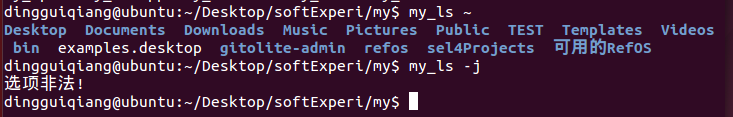 dingguiqiang@ubuntu:~/Desktop/softExperi/my$ my_ls ~
Desktop Documents Downloads Music Pictures Public TEST Templates Videos
bin examples.desktop gitolite-admin refos sel4Projects 可用的RefOS
dingguiqiang@ubuntu:~/Desktop/softExperi/my$ my_ls -j
选项非法!
dingguiqiang@ubuntu:~/Desktop/softExperi/my$